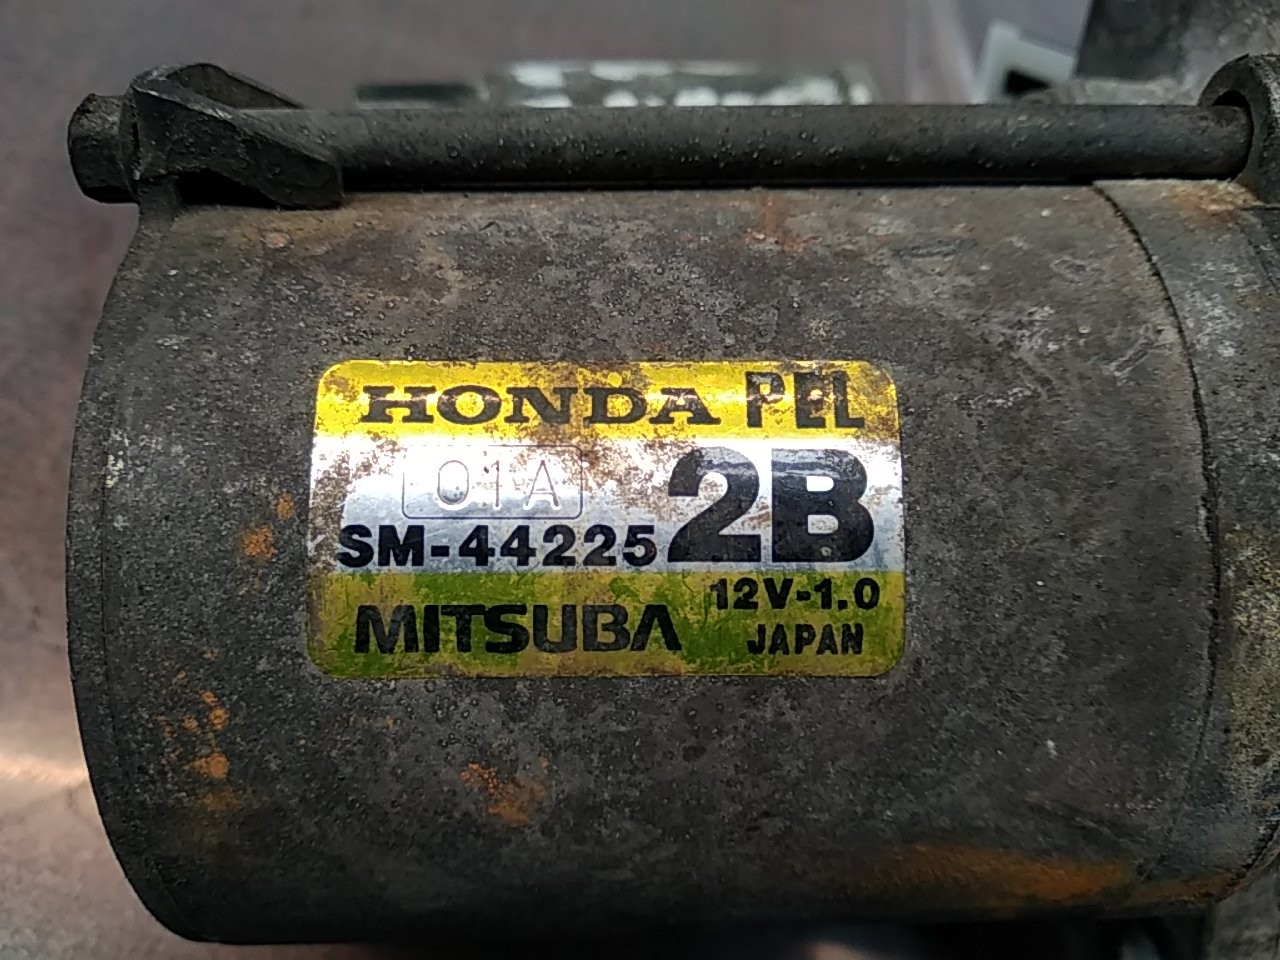 HONDA PEL
01A
SM-44225 2B
12V-1.0
MITSUBA JAPAN